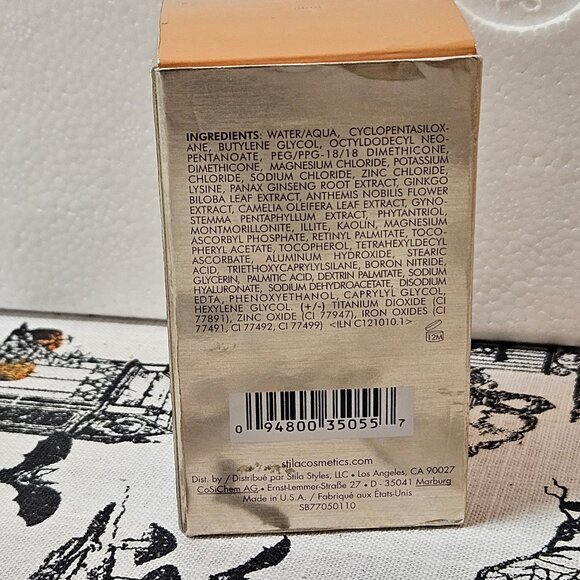 INGREDIENTS: WATER/AQUA, CYCLOPENTASILOX-
ANE, BUTYLENE GLYCOL, OCTYLDODECYL NEO-
PENTANOATE, PEG/PPG-18/18 DIMETHICONE,
DIMETHICONE, MAGNESIUM CHLORIDE, POTASSIUM
CHLORIDE, SODIUM CHLORIDE, ZINC CHLORIDE,
LYSINE, PANAX GINSENG ROOT EXTRACT, GINKGO
BILOBA LEAF EXTRACT, ANTHEMIS NOBILIS FLOWER
EXTRACT, CAMELIA OLEIFERA LEAF EXTRACT, GYNO-
STEMMA PENTAPHYLLUM EXTRACT, PHYTANTRIOL,
MONTMORILLONITE, ILLITE, KAOLIN, MAGNESIUM
ASCORBYL PHOSPHATE, RETINYL PALMITATE, TOCO-
PHERYL ACETATE, TOCOPHEROL, TETRAHEXYLDECYL
ASCORBATE, ALUMINUM HYDROXIDE, STEARIC
ACID, TRIETHOXYCAPRYLYLSILANE, BORON NITRIDE,
GLYCERIN, PALMITIC ACID, DEXTRIN PALMITATE, SODIUM
HYALURONATE, SODIUM DEHYDROACETATE, DISODIUM
EDTA, PHENOXYETHANOL, CAPRYLYL GLYCOL,
HEXYLENE GLYCOL. (+/-) TITANIUM DIOXIDE (CI
77891), ZINC OXIDE (CI 77947), IRON OXIDES (CI
77491, CI 77492, CI 77499) <ILN C121010.1>
12M
0 94800 35055 7
stilacosmetics.com
Dist. by / Distribué par Stila Styles, LLC • Los Angeles, CA 90027
CoSiChem AG • Ernst-Lemmer-Straße 27 • D - 35041 Marburg
Made in U.S.A. / Fabriqué aux États-Unis
SB77050110